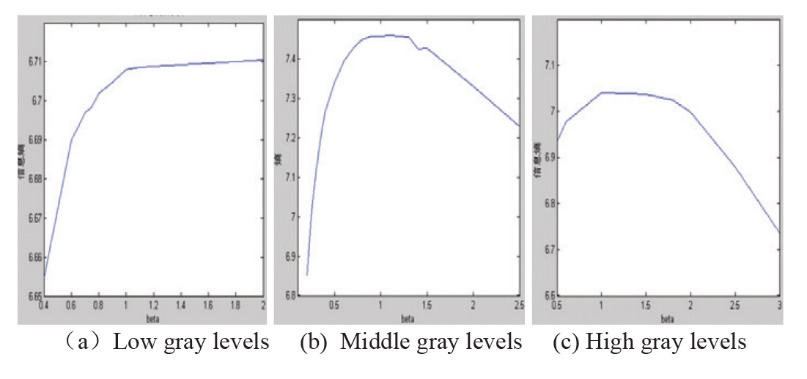 6.71
6.7
6.69
6.68
6.67
6.66
6.65
信息熵
0.4 0.6 0.8 1 1.2 1.4 1.6 1.8 2
beta
7.4
7.3
7.2
7.1
7
6.9
6.8
熵
0.5 1 1.5 2 2.5
beta
7.1
7
6.9
6.8
6.7
6.6
信息熵
0.5 1 1.5 2 2.5 3
beta
（a）Low gray levels (b) Middle gray levels (c) High gray levels